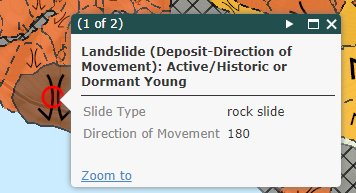 (1 of 2)
Landslide (Deposit-Direction of
Movement): Active/Historic or
Dormant Young
Slide Type rock slide
Direction of Movement 180
Zoom to